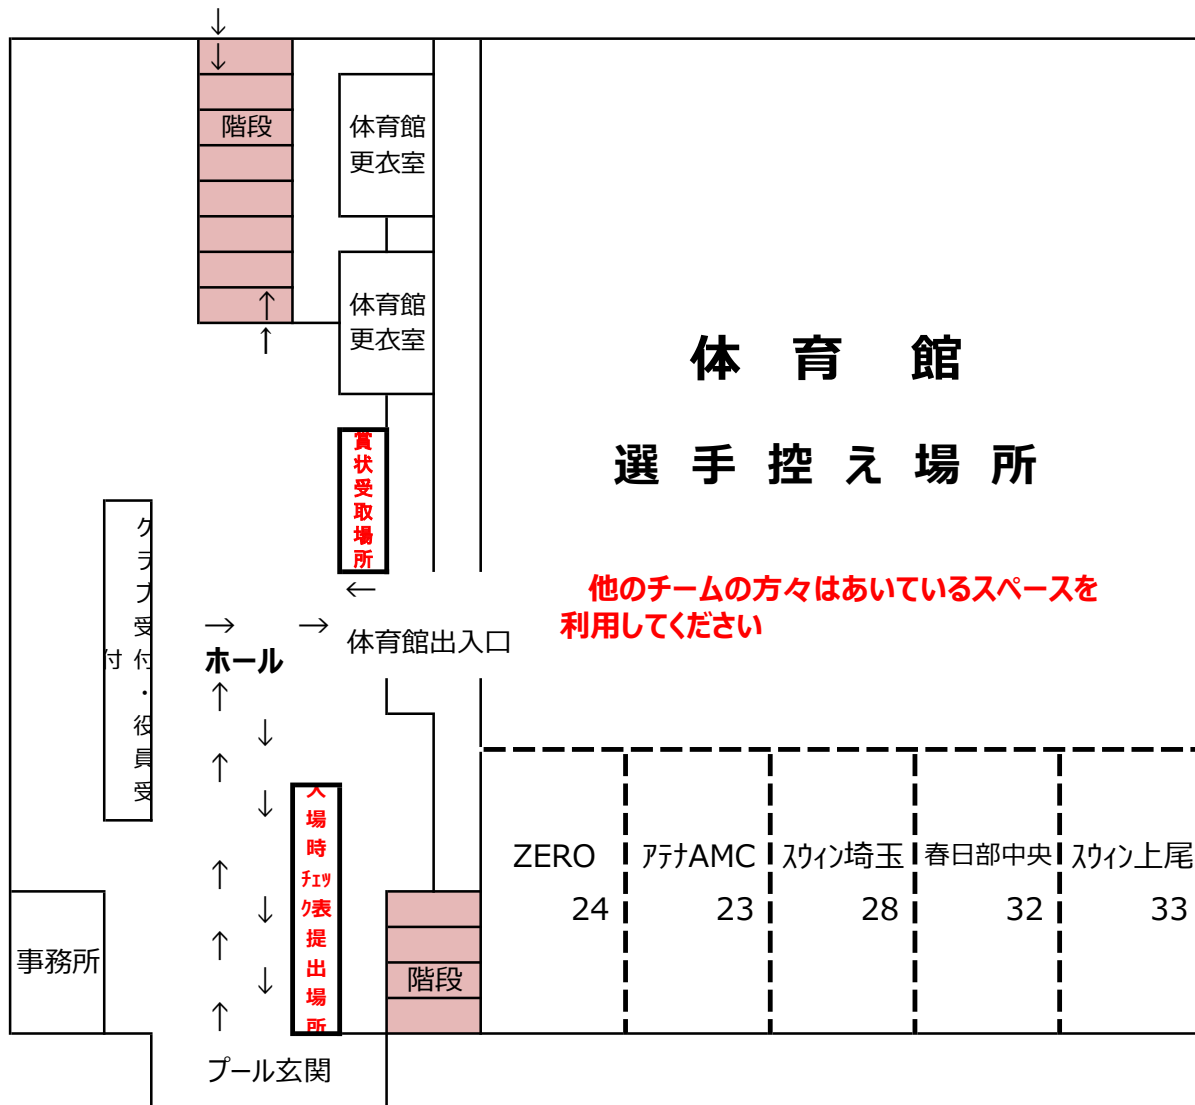 ↓
↓
階段
体育館
更衣室
体育館
更衣室
↑
↑
体　育　館
選 手 控 え 場 所
賞状受取場所
クラブ受付・役員受付
←
他のチームの方々はあいているスペースを
利用してください
→ →
体育館出入口
ホール
↑
↓
↑
↓
入場時ﾁｪｯｸ表提出場所
ZERO ｱﾃﾅAMC ｽｳｨﾝ埼玉 春日部中央 ｽｳｨﾝ上尾
24 23 28 32 33
↑
↓
↑
事務所
↓
階段
↑
プール玄関